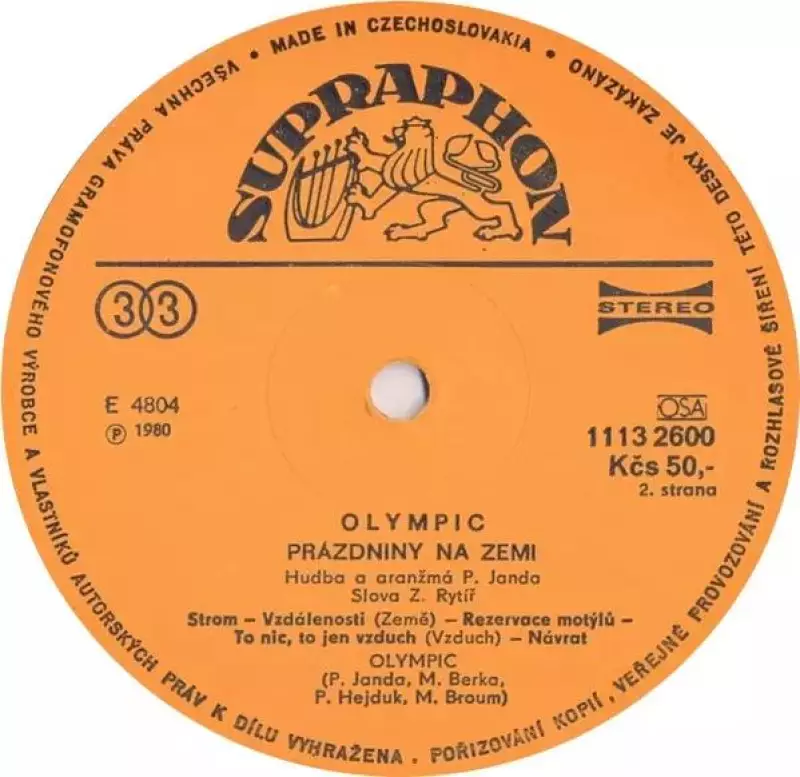 VŠECHNA PRÁVA GRAMOFONOVÉHO VÝROBCE A VLASTNÍKŮ AUTORSKÝCH PRÁV K DÍLU VYHRAŽENA. POŘIZOVÁNÍ KOPIÍ, VEŘEJNÉ PROVOZOVÁNÍ A ROZHLASOVÉ ŠÍŘENÍ TÉTO DESKY JE ZAKÁZÁNO • MADE IN CZECHOSLOVAKIA •
SUPRAPHON
33
STEREO
E 4804
Ⓟ 1980
OSA
1113 2600
Kčs 50,-
2. strana
OLYMPIC
PRÁZDNINY NA ZEMI
Hudba a aranžmá P. Janda
Slova Z. Rytíř
Strom – Vzdálenosti (Země) – Rezervace motýlů –
To nic, to jen vzduch (Vzduch) – Návrat
OLYMPIC
(P. Janda, M. Berka,
P. Hejduk, M. Broum)